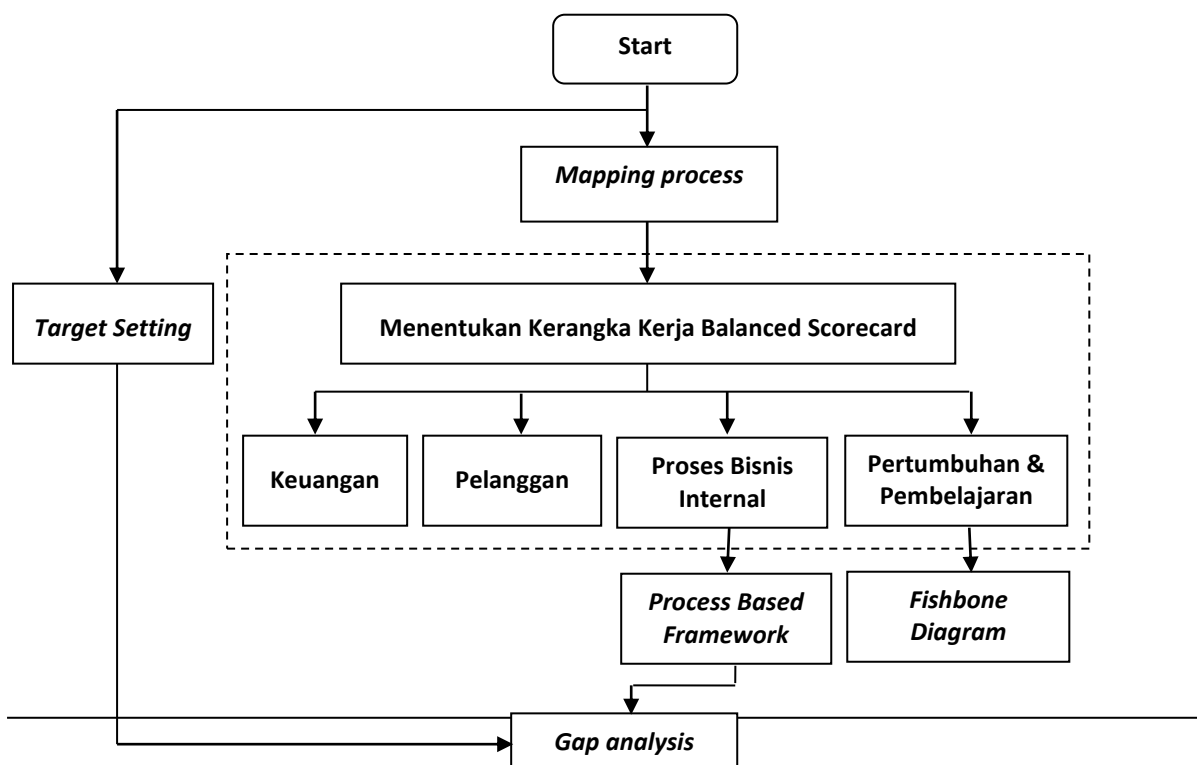 Start
Mapping process
Target Setting
Menentukan Kerangka Kerja Balanced Scorecard
Keuangan
Pelanggan
Proses Bisnis
Internal
Pertumbuhan &
Pembelajaran
Process Based
Framework
Fishbone
Diagram
Gap analysis